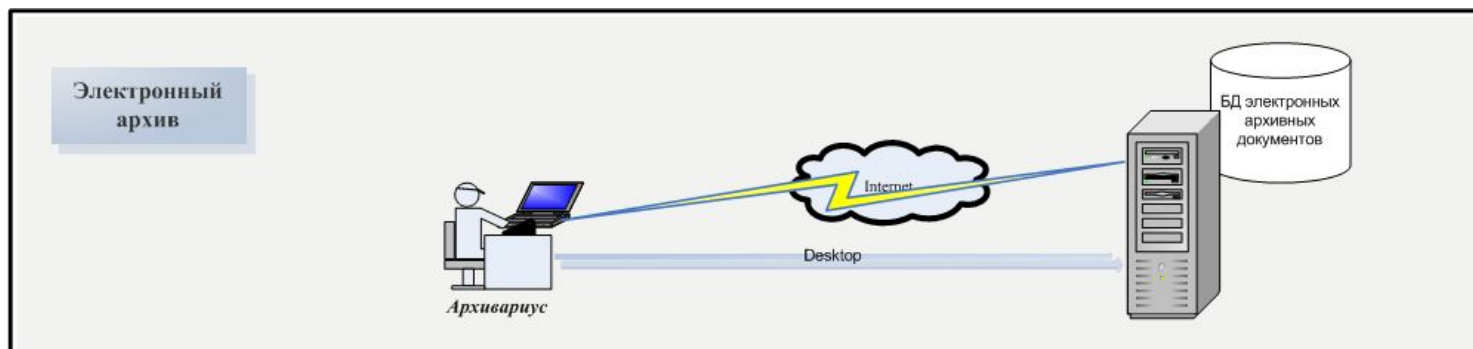 Электронный
архив
БД электронных
архивных
документов
Internet
Desktop
Архивариус